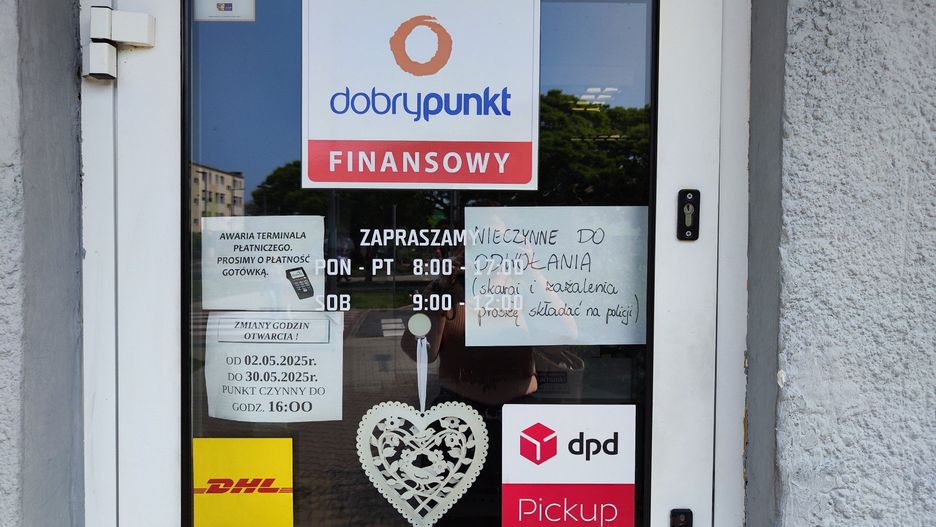 dobrypunkt
FINANSOWY
AWARIA TERMINALA
PŁATNICZEGO.
PROSIMY O PŁATNOŚĆ
GOTÓWKĄ.
ZAPRASZAMY
PON - PT 8:00 - 17:00
SOB 9:00 - 12:00
NIECZYNNE DO
ODWOŁANIA
(skargi i zażalenia
proszę składać na policji)
ZMIANY GODZIN
OTWARCIA !
OD 02.05.2025r.
DO 30.05.2025r.
PUNKT CZYNNY DO
GODZ. 16:OO
DHL
dpd
Pickup